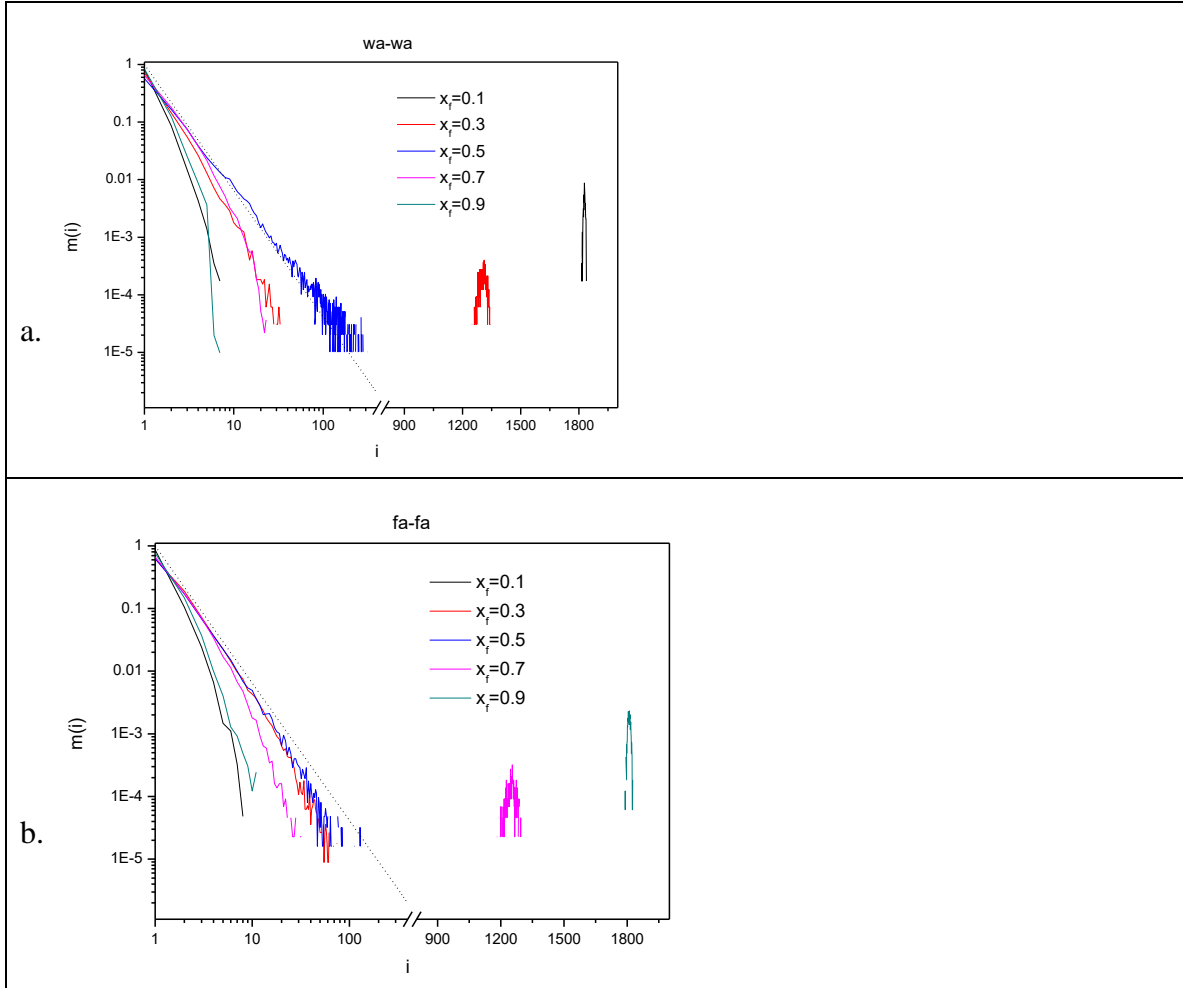 wa-wa
1
0.1
0.01
1E-3
1E-4
1E-5
m(i)
x_f=0.1
x_f=0.3
x_f=0.5
x_f=0.7
x_f=0.9
a.
1 10 100 900 1200 1500 1800
i
fa-fa
1
0.1
0.01
1E-3
1E-4
1E-5
m(i)
x_f=0.1
x_f=0.3
x_f=0.5
x_f=0.7
x_f=0.9
b.
1 10 100 900 1200 1500 1800
i